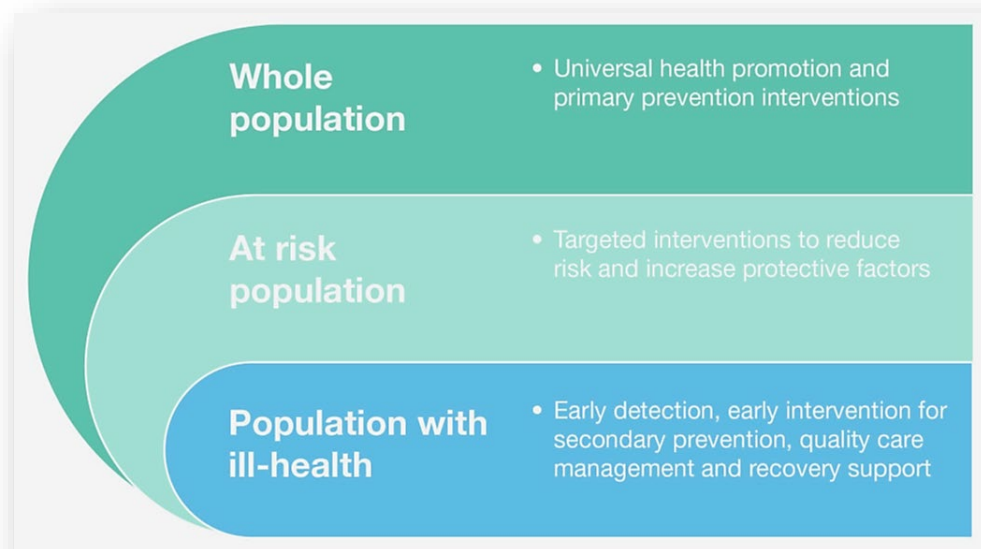 Whole
population
• Universal health promotion and
primary prevention interventions
At risk
population
• Targeted interventions to reduce
risk and increase protective factors
Population with
ill-health
• Early detection, early intervention for
secondary prevention, quality care
management and recovery support